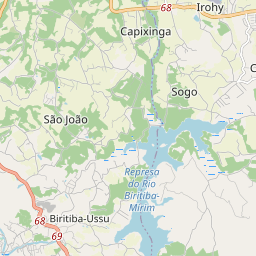 68
Irohy
Capixinga
Sogo
C
São João
Represa
do Rio
Biritiba-
Mirim
68
Biritiba-Ussu
69